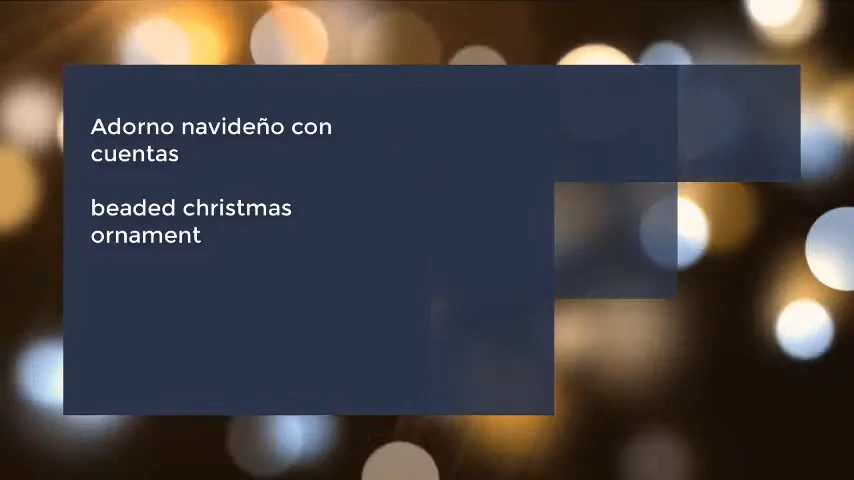 Adorno navideño con
cuentas
beaded christmas
ornament